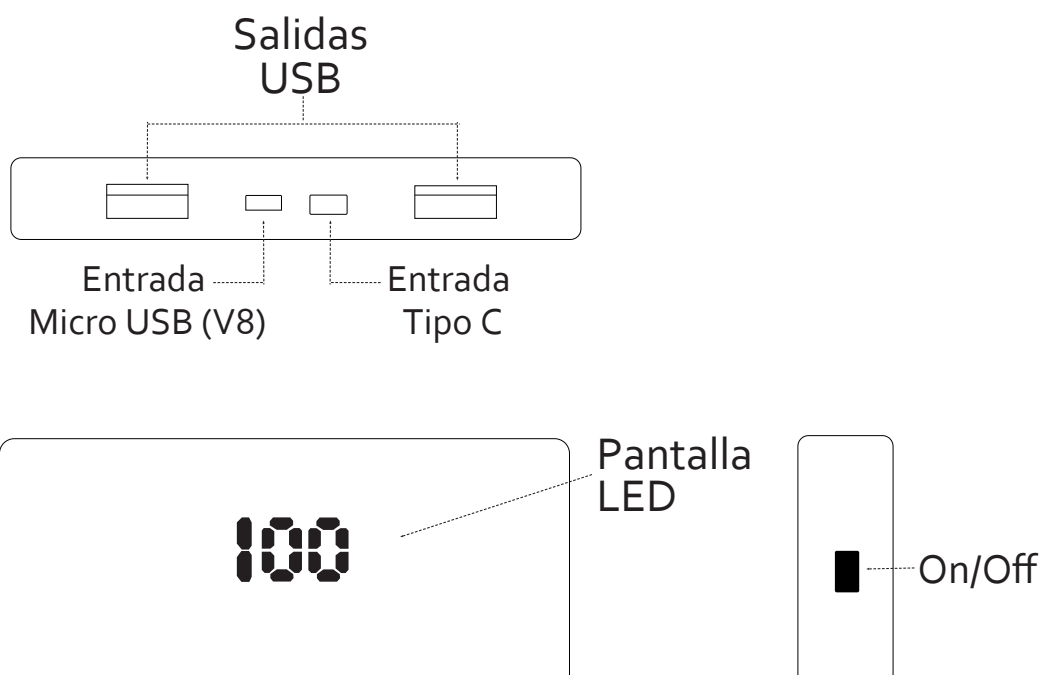 Salidas
USB
Entrada
Micro USB (V8)
Entrada
Tipo C
100
Pantalla
LED
On/Off